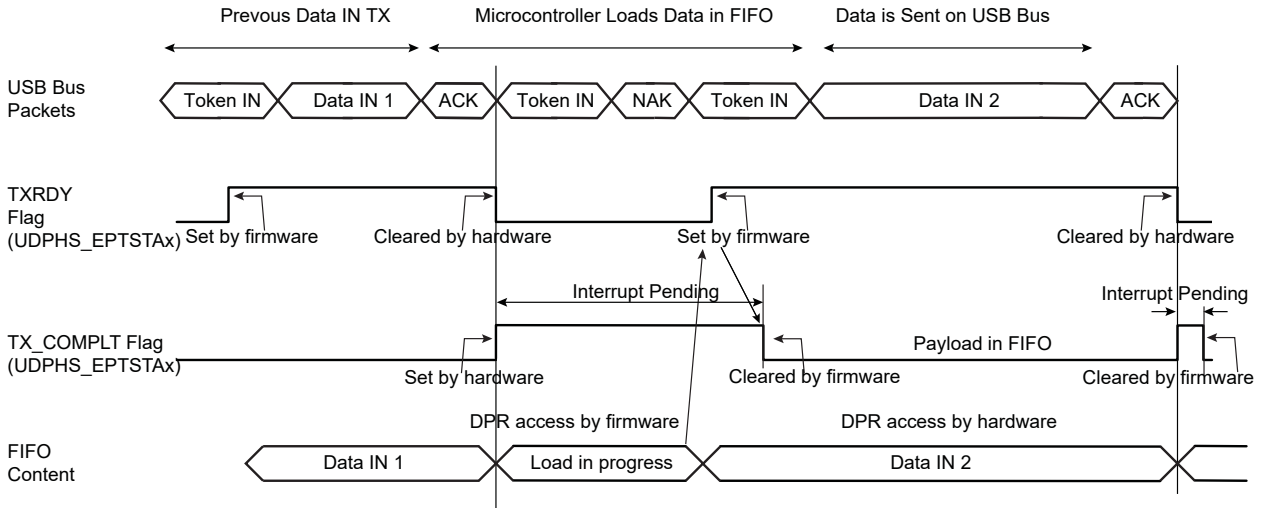 Prevous Data IN TX
Microcontroller Loads Data in FIFO
Data is Sent on USB Bus
USB Bus
Packets
Token IN
Data IN 1
ACK
Token IN
NAK
Token IN
Data IN 2
ACK
TXRDY
Flag
(UDPHS_EPTSTAx)
Set by firmware
Cleared by hardware
Set by firmware
Cleared by hardware
Interrupt Pending
Interrupt Pending
TX_COMPLT Flag
(UDPHS_EPTSTAx)
Payload in FIFO
Set by hardware
Cleared by firmware
Cleared by firmware
DPR access by firmware
DPR access by hardware
FIFO
Content
Data IN 1
Load in progress
Data IN 2